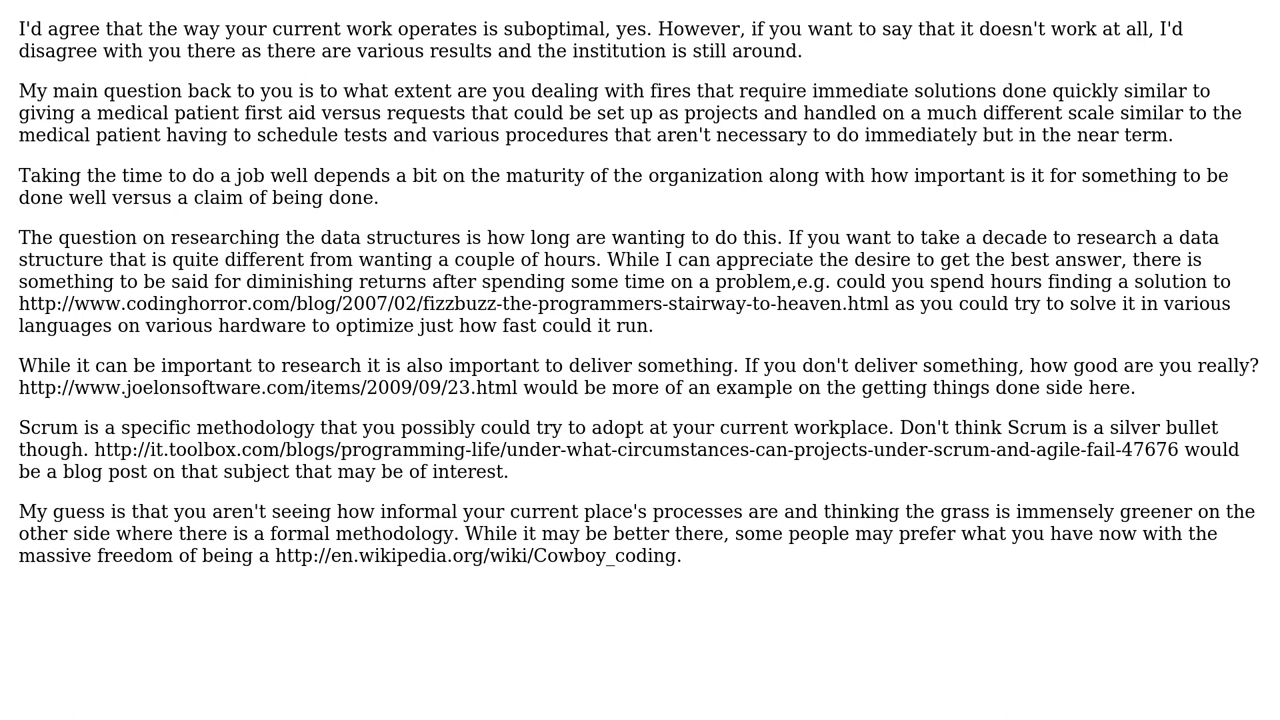 I'd agree that the way your current work operates is suboptimal, yes. However, if you want to say that it doesn't work at all, I'd
disagree with you there as there are various results and the institution is still around.
My main question back to you is to what extent are you dealing with fires that require immediate solutions done quickly similar to
giving a medical patient first aid versus requests that could be set up as projects and handled on a much different scale similar to the
medical patient having to schedule tests and various procedures that aren't necessary to do immediately but in the near term.
Taking the time to do a job well depends a bit on the maturity of the organization along with how important is it for something to be
done well versus a claim of being done.
The question on researching the data structures is how long are wanting to do this. If you want to take a decade to research a data
structure that is quite different from wanting a couple of hours. While I can appreciate the desire to get the best answer, there is
something to be said for diminishing returns after spending some time on a problem,e.g. could you spend hours finding a solution to
http://www.codinghorror.com/blog/2007/02/fizzbuzz-the-programmers-stairway-to-heaven.html as you could try to solve it in various
languages on various hardware to optimize just how fast could it run.
While it can be important to research it is also important to deliver something. If you don't deliver something, how good are you really?
http://www.joelonsoftware.com/items/2009/09/23.html would be more of an example on the getting things done side here.
Scrum is a specific methodology that you possibly could try to adopt at your current workplace. Don't think Scrum is a silver bullet
though. http://it.toolbox.com/blogs/programming-life/under-what-circumstances-can-projects-under-scrum-and-agile-fail-47676 would
be a blog post on that subject that may be of interest.
My guess is that you aren't seeing how informal your current place's processes are and thinking the grass is immensely greener on the
other side where there is a formal methodology. While it may be better there, some people may prefer what you have now with the
massive freedom of being a http://en.wikipedia.org/wiki/Cowboy_coding.